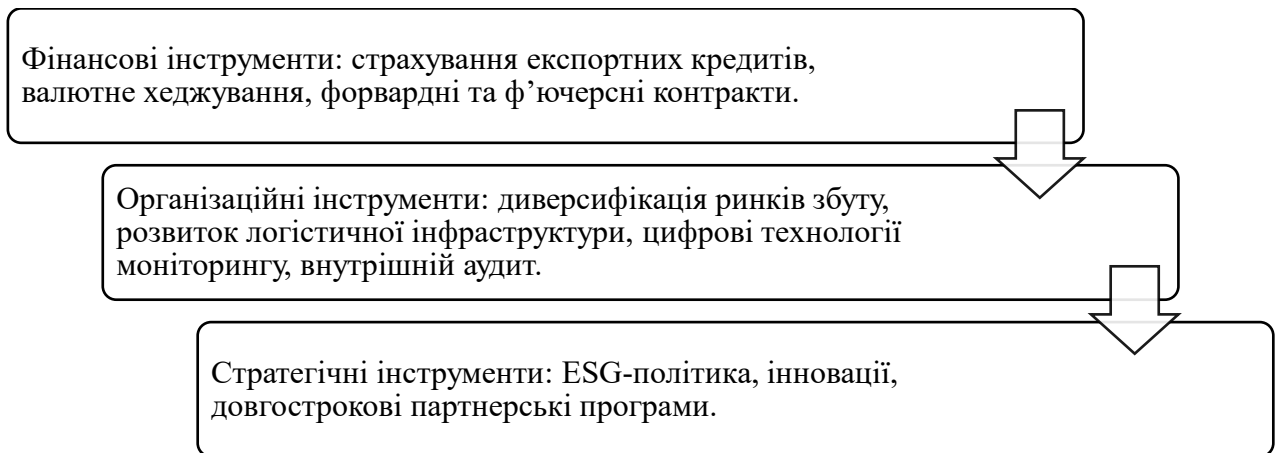 Фінансові інструменти: страхування експортних кредитів,
валютне хеджування, форвардні та ф’ючерсні контракти.
Організаційні інструменти: диверсифікація ринків збуту,
розвиток логістичної інфраструктури, цифрові технології
моніторингу, внутрішній аудит.
Стратегічні інструменти: ESG-політика, інновації,
довгострокові партнерські програми.